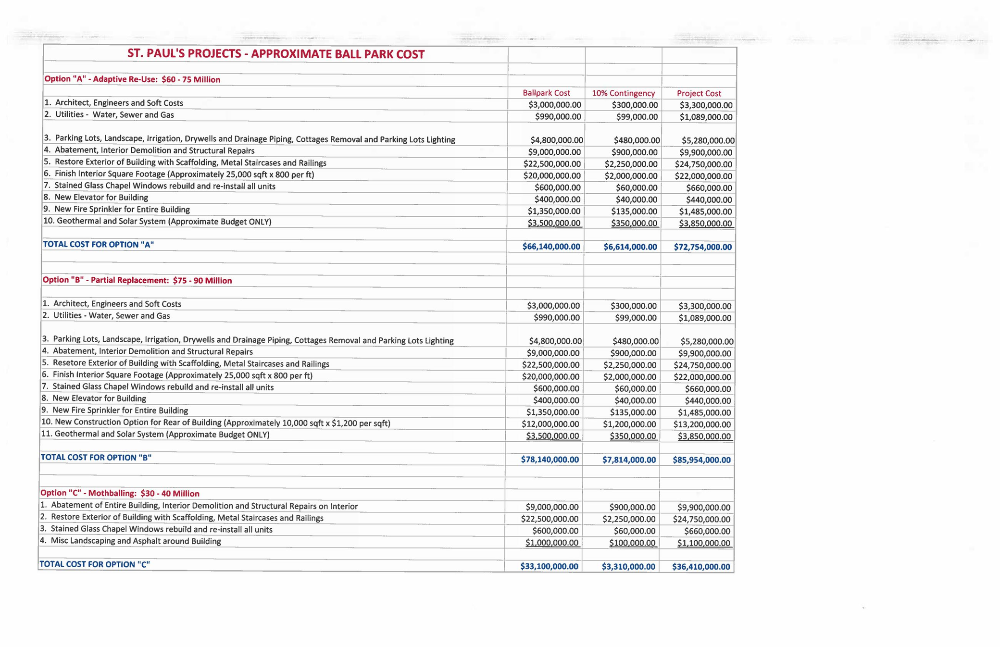 ST. PAUL'S PROJECTS - APPROXIMATE BALL PARK COST
Option "A" - Adaptive Re-Use: $60 - 75 Million
Ballpark Cost 10% Contingency Project Cost
1. Architect, Engineers and Soft Costs $3,000,000.00 $300,000.00 $3,300,000.00
2. Utilities - Water, Sewer and Gas $990,000.00 $99,000.00 $1,089,000.00
3. Parking Lots, Landscape, Irrigation, Drywells and Drainage Piping, Cottages Removal and Parking Lots Lighting $4,800,000.00 $480,000.00 $5,280,000.00
4. Abatement, Interior Demolition and Structural Repairs $9,000,000.00 $900,000.00 $9,900,000.00
5. Restore Exterior of Building with Scaffolding, Metal Staircases and Railings $22,500,000.00 $2,250,000.00 $24,750,000.00
6. Finish Interior Square Footage (Approximately 25,000 sqft x 800 per ft) $20,000,000.00 $2,000,000.00 $22,000,000.00
7. Stained Glass Chapel Windows rebuild and re-install all units $600,000.00 $60,000.00 $660,000.00
8. New Elevator for Building $400,000.00 $40,000.00 $440,000.00
9. New Fire Sprinkler for Entire Building $1,350,000.00 $135,000.00 $1,485,000.00
10. Geothermal and Solar System (Approximate Budget ONLY) $3,500,000.00 $350,000.00 $3,850,000.00
TOTAL COST FOR OPTION "A" $66,140,000.00 $6,614,000.00 $72,754,000.00
Option "B" - Partial Replacement: $75 - 90 Million
1. Architect, Engineers and Soft Costs $3,000,000.00 $300,000.00 $3,300,000.00
2. Utilities - Water, Sewer and Gas $990,000.00 $99,000.00 $1,089,000.00
3. Parking Lots, Landscape, Irrigation, Drywells and Drainage Piping, Cottages Removal and Parking Lots Lighting $4,800,000.00 $480,000.00 $5,280,000.00
4. Abatement, Interior Demolition and Structural Repairs $9,000,000.00 $900,000.00 $9,900,000.00
5. Resetore Exterior of Building with Scaffolding, Metal Staircases and Railings $22,500,000.00 $2,250,000.00 $24,750,000.00
6. Finish Interior Square Footage (Approximately 25,000 sqft x 800 per ft) $20,000,000.00 $2,000,000.00 $22,000,000.00
7. Stained Glass Chapel Windows rebuild and re-install all units $600,000.00 $60,000.00 $660,000.00
8. New Elevator for Building $400,000.00 $40,000.00 $440,000.00
9. New Fire Sprinkler for Entire Building $1,350,000.00 $135,000.00 $1,485,000.00
10. New Construction Option for Rear of Building (Approximately 10,000 sqft x $1,200 per sqft) $12,000,000.00 $1,200,000.00 $13,200,000.00
11. Geothermal and Solar System (Approximate Budget ONLY) $3,500,000.00 $350,000.00 $3,850,000.00
TOTAL COST FOR OPTION "B" $78,140,000.00 $7,814,000.00 $85,954,000.00
Option "C" - Mothballing: $30 - 40 Million
1. Abatement of Entire Building, Interior Demolition and Structural Repairs on Interior $9,000,000.00 $900,000.00 $9,900,000.00
2. Restore Exterior of Building with Scaffolding, Metal Staircases and Railings $22,500,000.00 $2,250,000.00 $24,750,000.00
3. Stained Glass Chapel Windows rebuild and re-install all units $600,000.00 $60,000.00 $660,000.00
4. Misc Landscaping and Asphalt around Building $1,000,000.00 $100,000.00 $1,100,000.00
TOTAL COST FOR OPTION "C" $33,100,000.00 $3,310,000.00 $36,410,000.00